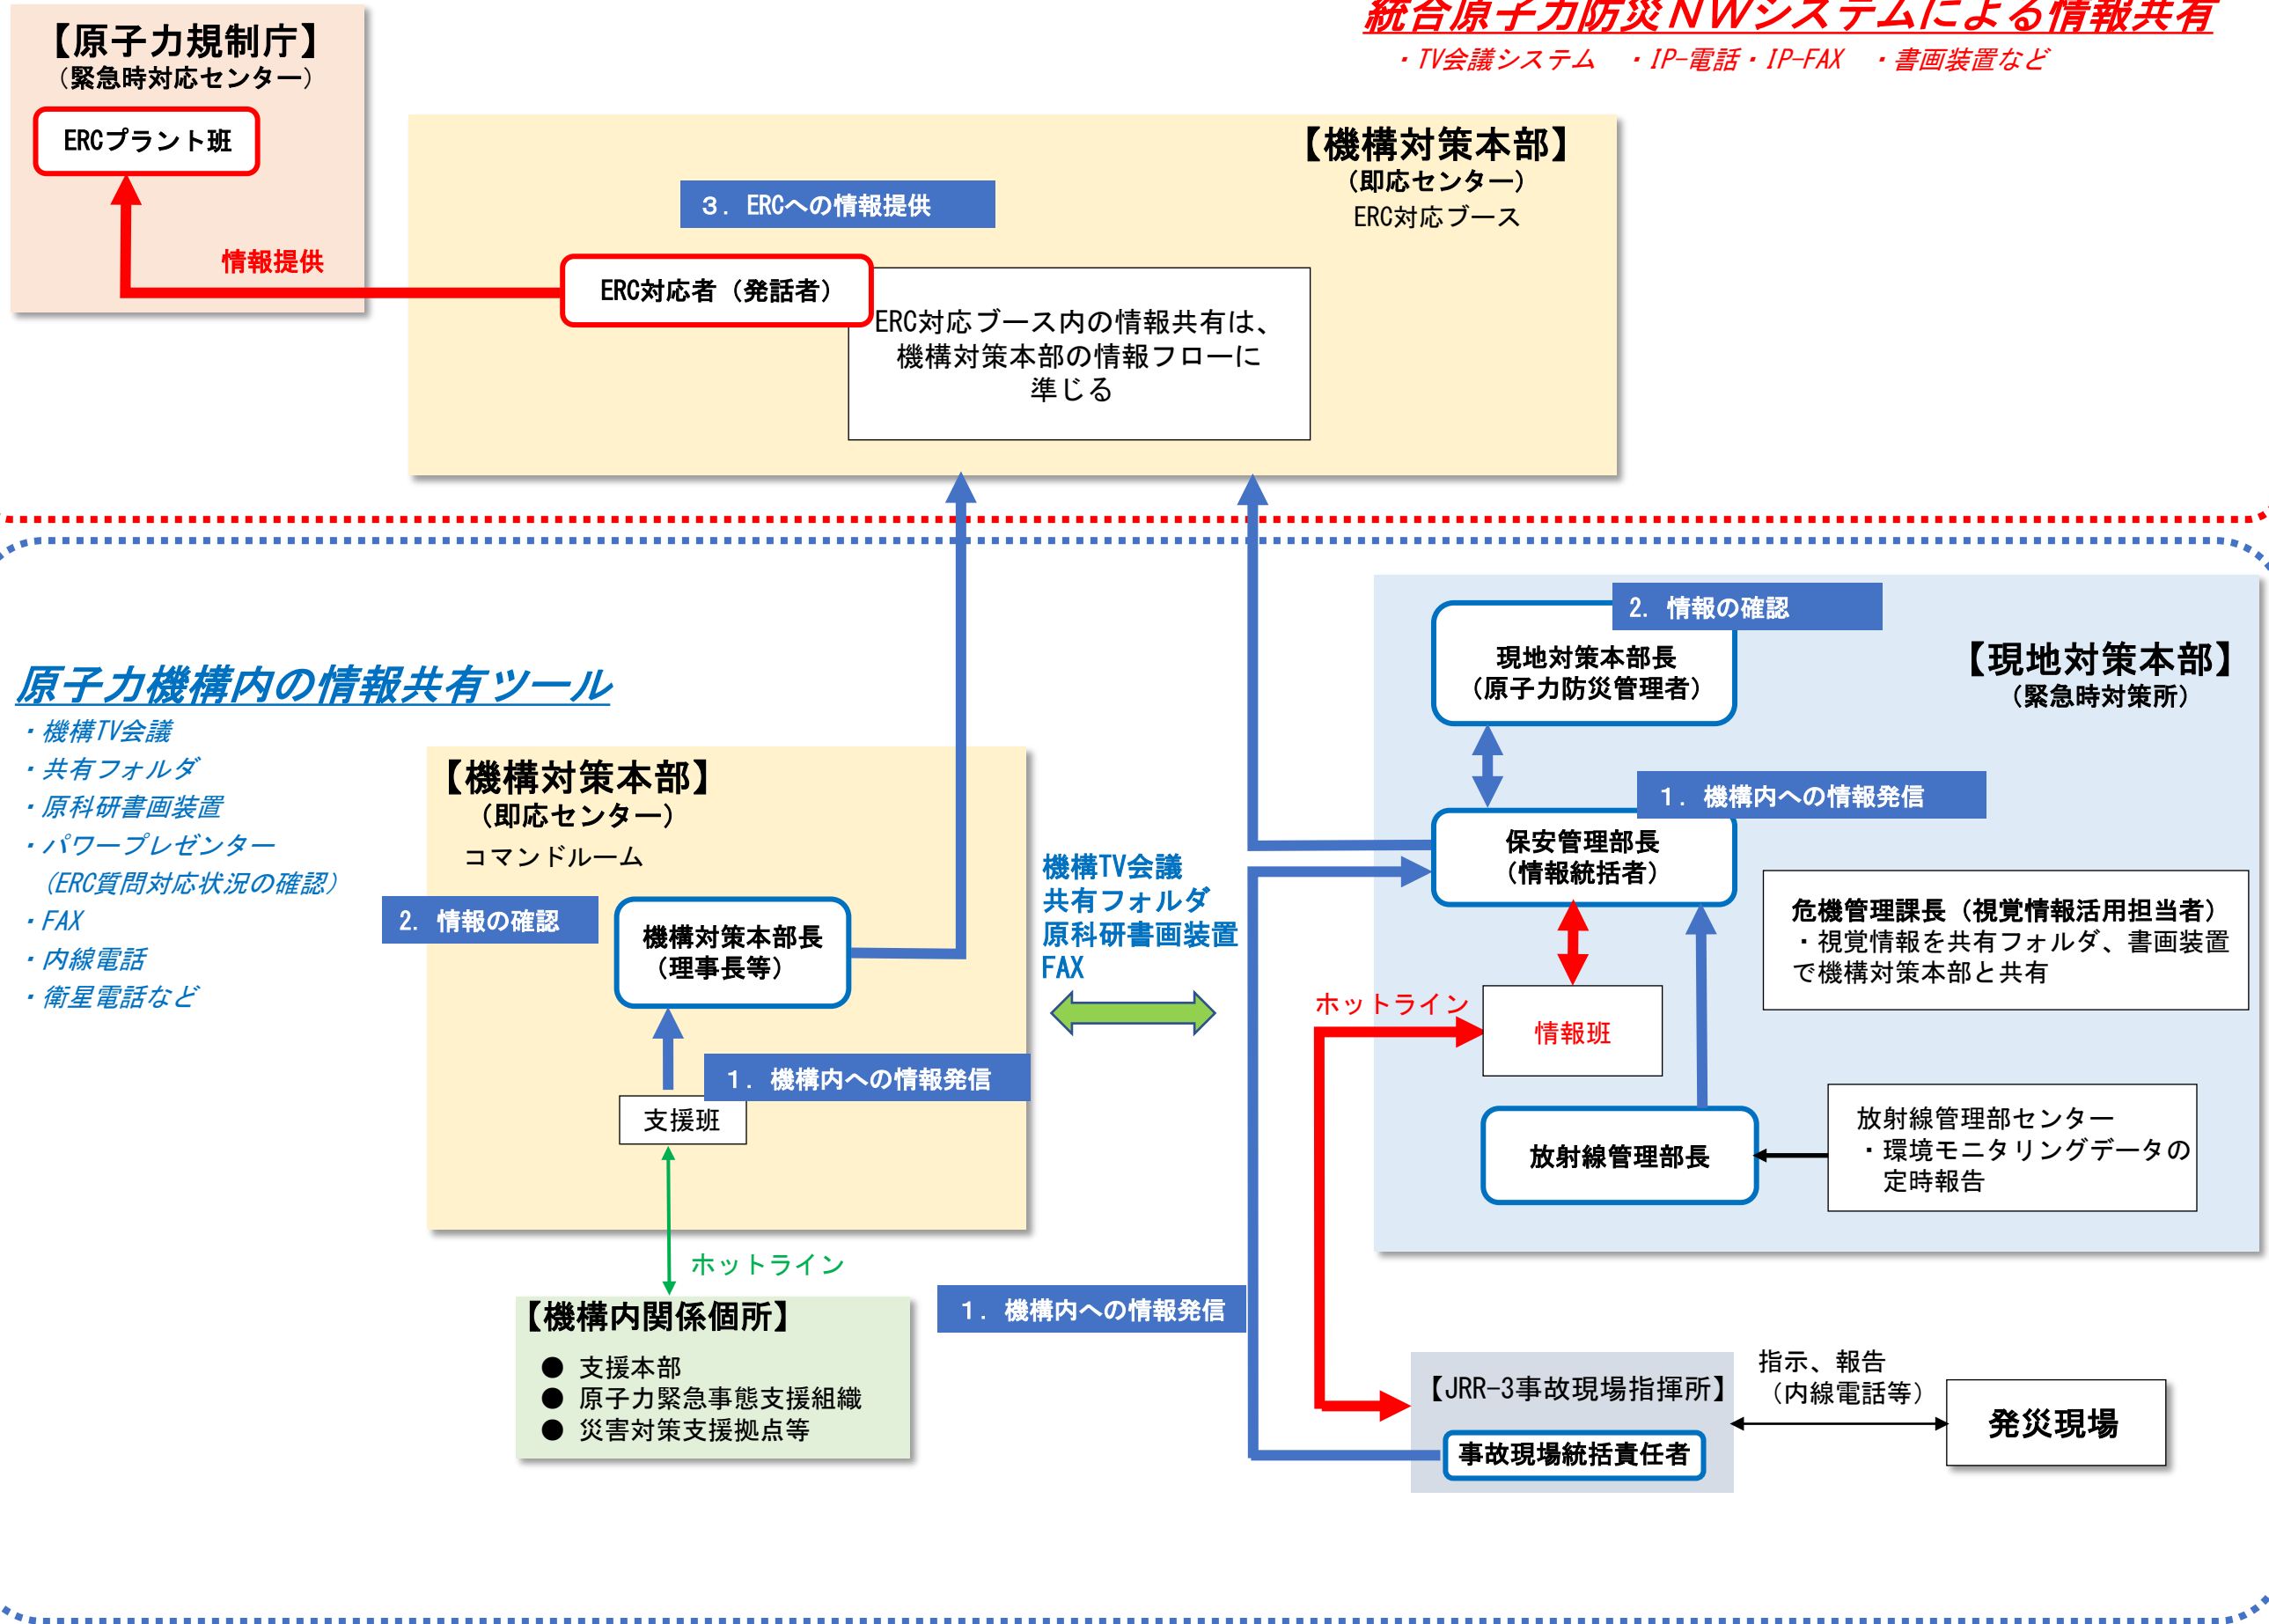 統合原子力防災NWシステムによる情報共有
・TV会議システム　・IP-電話・IP-FAX　・書画装置など
【原子力規制庁】
（緊急時対応センター）
ERCプラント班
情報提供
【機構対策本部】
（即応センター）
ERC対応ブース
３．ERCへの情報提供
ERC対応者（発話者）
ERC対応ブース内の情報共有は、
機構対策本部の情報フローに
準じる
原子力機構内の情報共有ツール
・機構TV会議
・共有フォルダ
・原科研書画装置
・パワープレゼンター
（ERC質問対応状況の確認）
・FAX
・内線電話
・衛星電話など
【機構対策本部】
（即応センター）
コマンドルーム
2. 情報の確認
機構対策本部長
（理事長等）
１．機構内への情報発信
支援班
ホットライン
【機構内関係個所】
● 支援本部
● 原子力緊急事態支援組織
● 災害対策支援拠点等
機構TV会議
共有フォルダ
原科研書画装置
FAX
2. 情報の確認
現地対策本部長
（原子力防災管理者）
【現地対策本部】
（緊急時対策所）
１．機構内への情報発信
保安管理部長
（情報統括者）
危機管理課長（視覚情報活用担当者）
・視覚情報を共有フォルダ、書画装置
で機構対策本部と共有
ホットライン
情報班
放射線管理部長
放射線管理部センター
・環境モニタリングデータの
定時報告
１．機構内への情報発信
【JRR-3事故現場指揮所】
事故現場統括責任者
指示、報告
（内線電話等）
発災現場